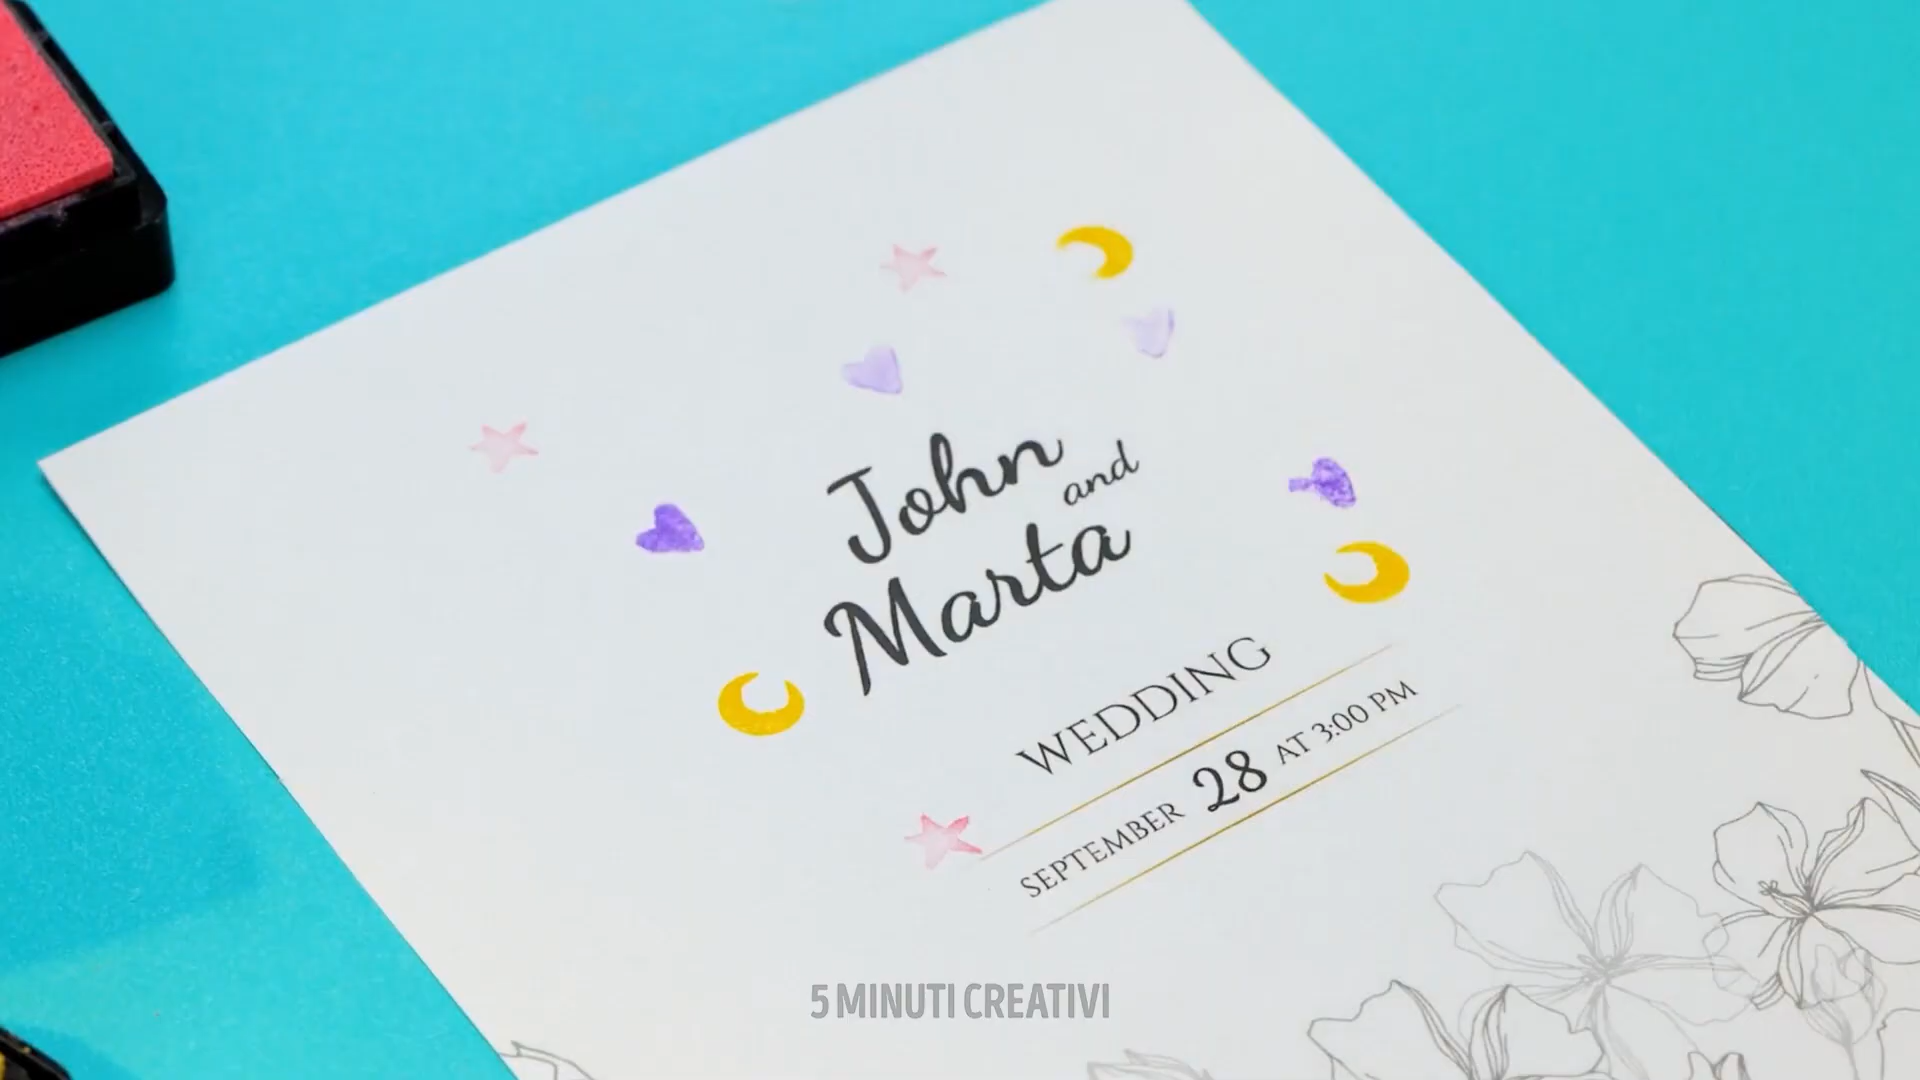 John
and
Marta
WEDDING
SEPTEMBER 28 AT 3:00 PM
5 MINUTI CREATIVI